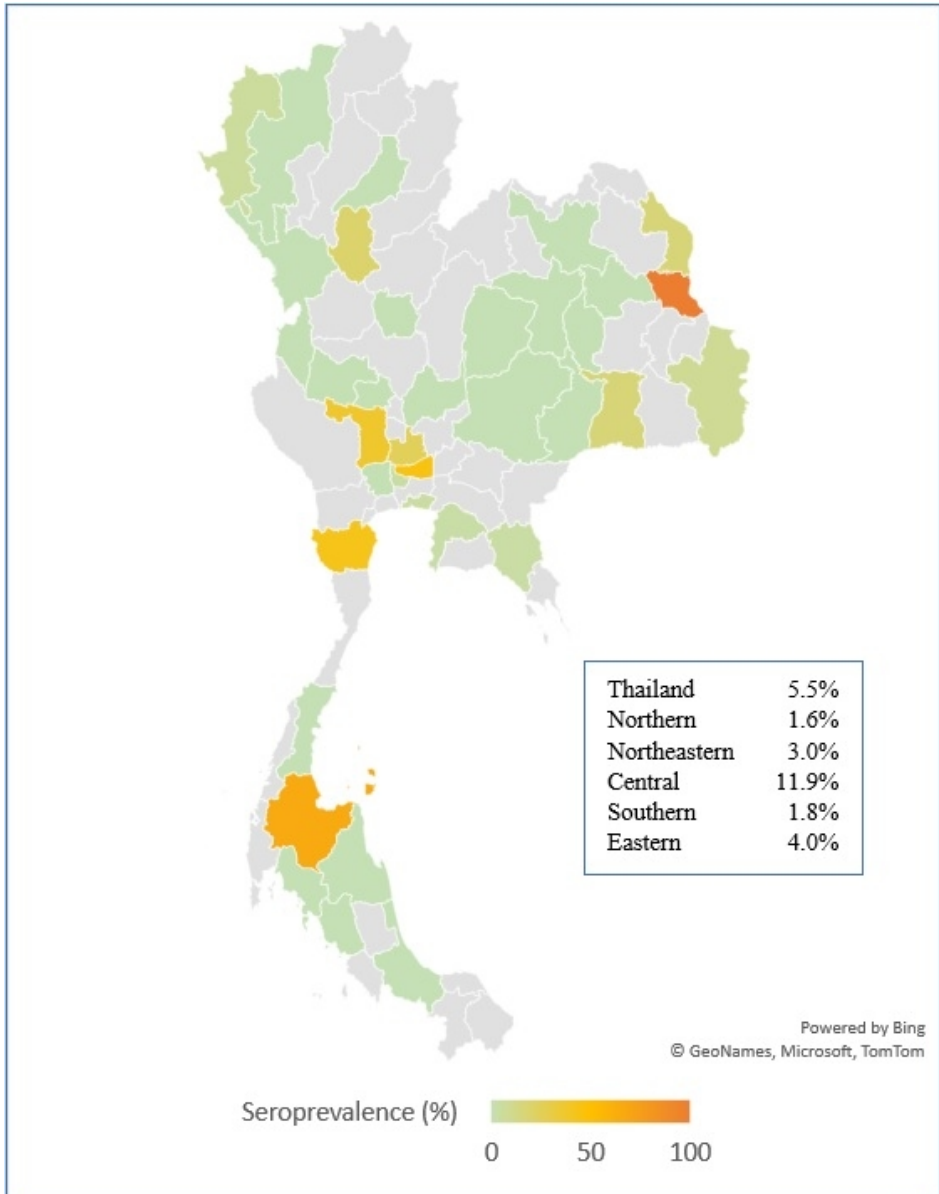 Thailand 5.5%
Northern 1.6%
Northeastern 3.0%
Central 11.9%
Southern 1.8%
Eastern 4.0%
Powered by Bing
© GeoNames, Microsoft, TomTom
Seroprevalence (%)
0 50 100